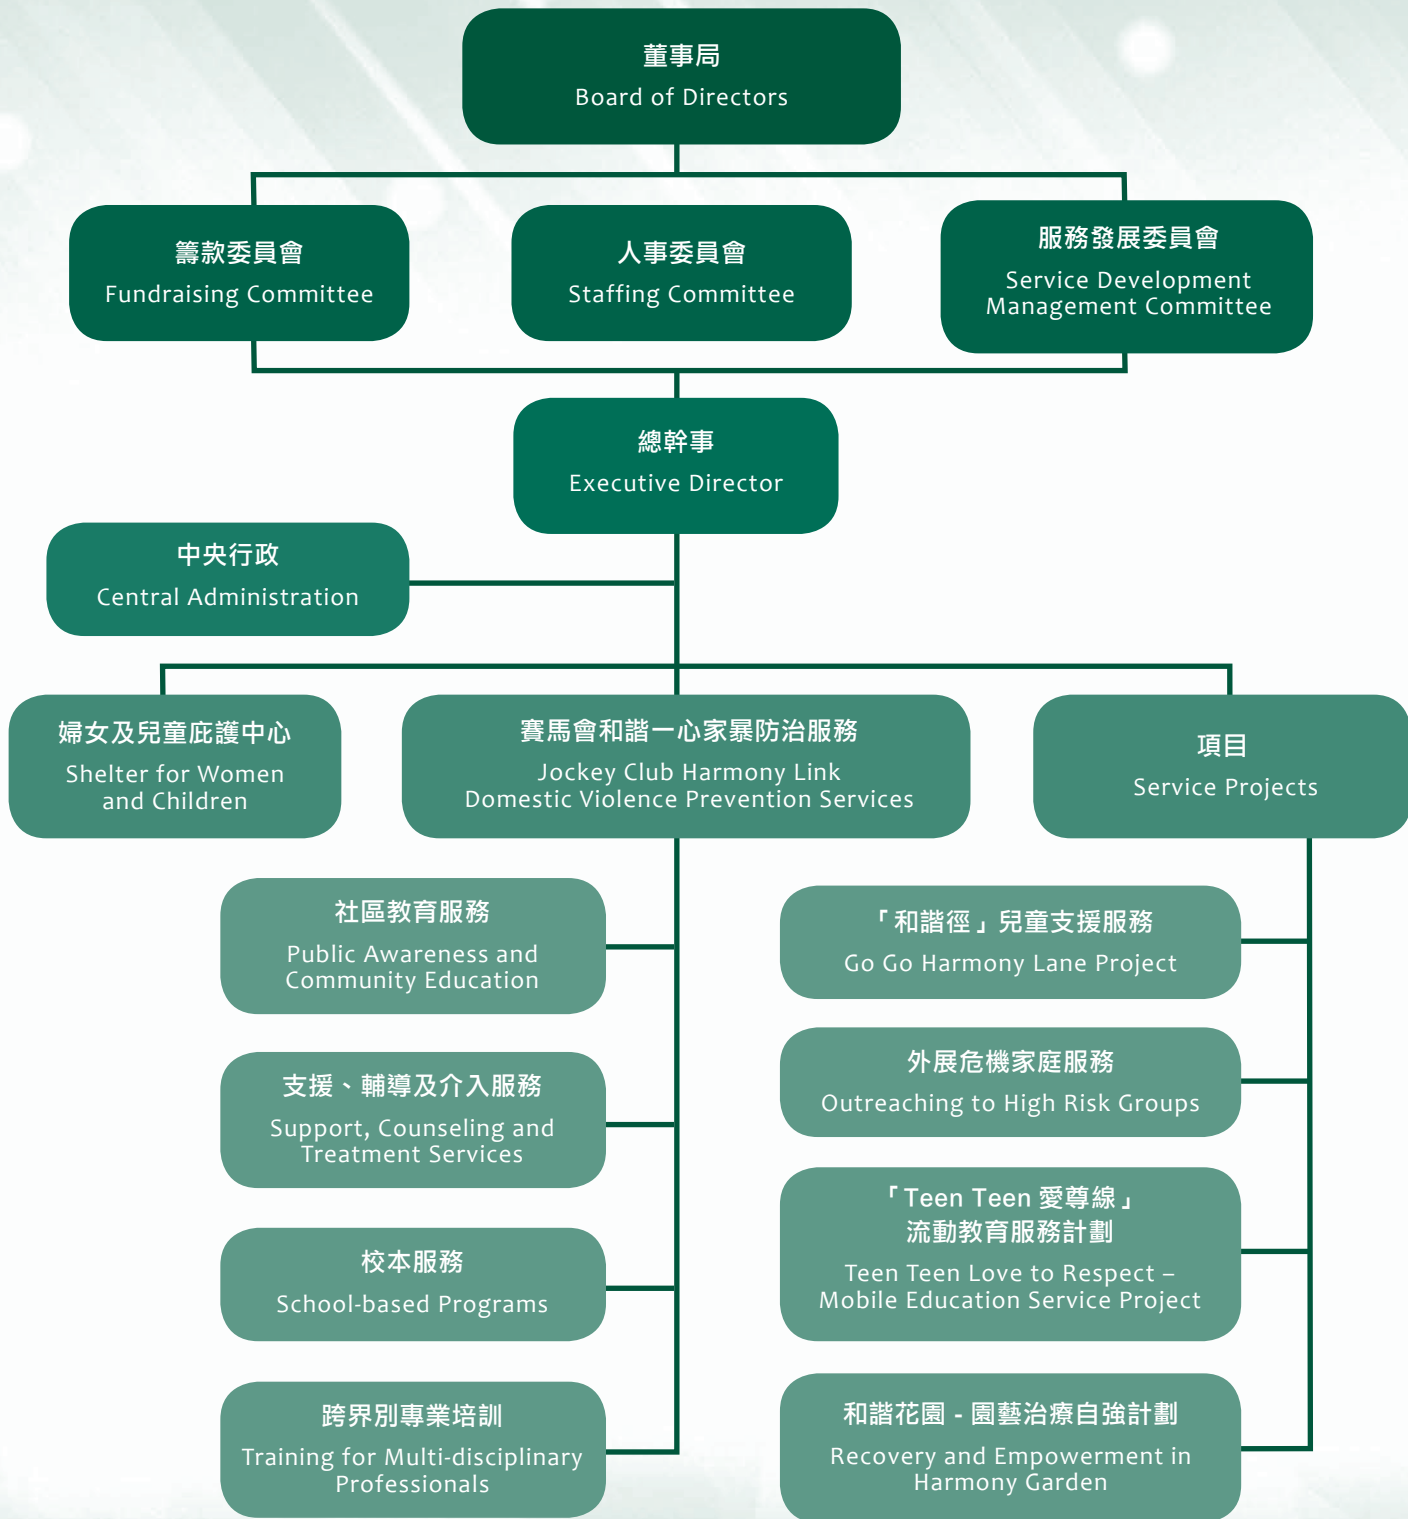 董事局
Board of Directors
籌款委員會
Fundraising Committee
人事委員會
Staffing Committee
服務發展委員會
Service Development
Management Committee
總幹事
Executive Director
中央行政
Central Administration
婦女及兒童庇護中心
Shelter for Women
and Children
賽馬會和諧一心家暴防治服務
Jockey Club Harmony Link
Domestic Violence Prevention Services
項目
Service Projects
社區教育服務
Public Awareness and
Community Education
支援、輔導及介入服務
Support, Counseling and
Treatment Services
校本服務
School-based Programs
跨界別專業培訓
Training for Multi-disciplinary
Professionals
「和諧徑」兒童支援服務
Go Go Harmony Lane Project
外展危機家庭服務
Outreaching to High Risk Groups
「Teen Teen 愛尊線」
流動教育服務計劃
Teen Teen Love to Respect –
Mobile Education Service Project
和諧花園 - 園藝治療自強計劃
Recovery and Empowerment in
Harmony Garden